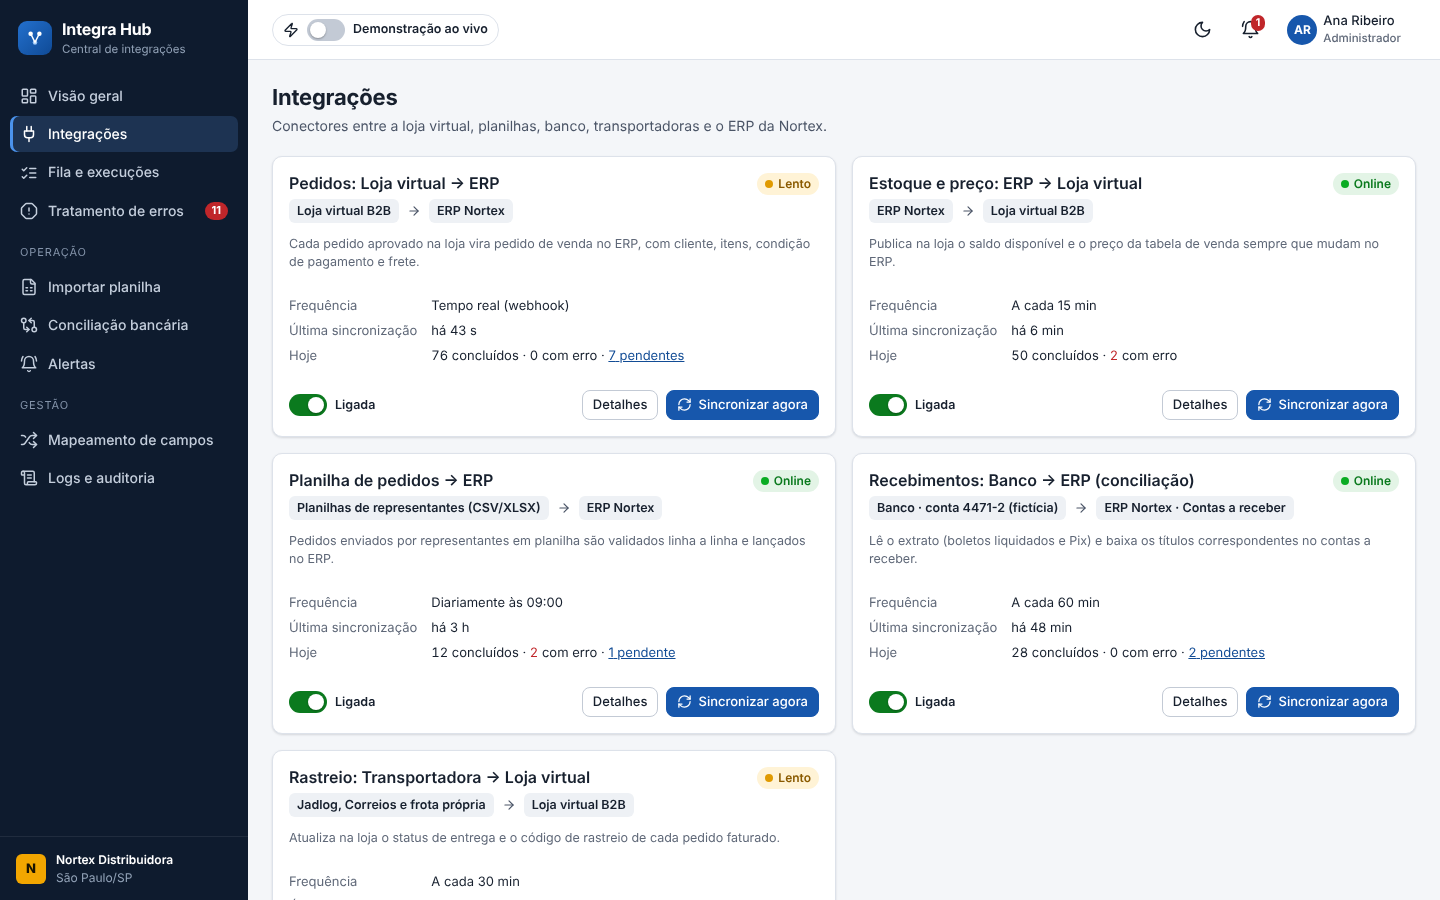 Integra Hub
Central de integrações
Visão geral
Integrações
Fila e execuções
Tratamento de erros 11
OPERAÇÃO
Importar planilha
Conciliação bancária
Alertas
GESTÃO
Mapeamento de campos
Logs e auditoria
N
Nortex Distribuidora
São Paulo/SP
Demonstração ao vivo
1
AR
Ana Ribeiro
Administrador
Integrações
Conectores entre a loja virtual, planilhas, banco, transportadoras e o ERP da Nortex.
Pedidos: Loja virtual → ERP
Lento
Loja virtual B2B → ERP Nortex
Cada pedido aprovado na loja vira pedido de venda no ERP, com cliente, itens, condição
de pagamento e frete.
Frequência Tempo real (webhook)
Última sincronização há 43 s
Hoje 76 concluídos · 0 com erro · 7 pendentes
Ligada
Detalhes
Sincronizar agora
Estoque e preço: ERP → Loja virtual
Online
ERP Nortex → Loja virtual B2B
Publica na loja o saldo disponível e o preço da tabela de venda sempre que mudam no
ERP.
Frequência A cada 15 min
Última sincronização há 6 min
Hoje 50 concluídos · 2 com erro
Ligada
Detalhes
Sincronizar agora
Planilha de pedidos → ERP
Online
Planilhas de representantes (CSV/XLSX) → ERP Nortex
Pedidos enviados por representantes em planilha são validados linha a linha e lançados
no ERP.
Frequência Diariamente às 09:00
Última sincronização há 3 h
Hoje 12 concluídos · 2 com erro · 1 pendente
Ligada
Detalhes
Sincronizar agora
Recebimentos: Banco → ERP (conciliação)
Online
Banco · conta 4471-2 (fictícia) → ERP Nortex · Contas a receber
Lê o extrato (boletos liquidados e Pix) e baixa os títulos correspondentes no contas a
receber.
Frequência A cada 60 min
Última sincronização há 48 min
Hoje 28 concluídos · 0 com erro · 2 pendentes
Ligada
Detalhes
Sincronizar agora
Rastreio: Transportadora → Loja virtual
Lento
Jadlog, Correios e frota própria → Loja virtual B2B
Atualiza na loja o status de entrega e o código de rastreio de cada pedido faturado.
Frequência A cada 30 min